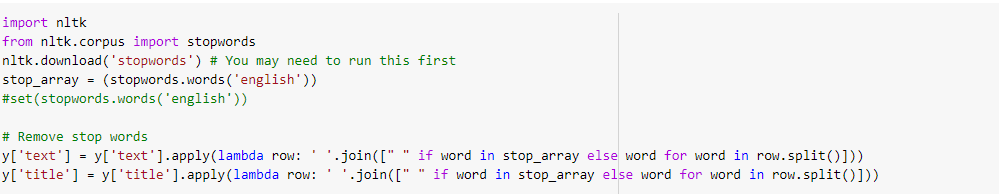 import nltk
from nltk.corpus import stopwords
nltk.download('stopwords') # You may need to run this first
stop_array = (stopwords.words('english'))
#set(stopwords.words('english'))
# Remove stop words
y['text'] = y['text'].apply(lambda row: ' '.join([" " if word in stop_array else word for word in row.split()]))
y['title'] = y['title'].apply(lambda row: ' '.join([" " if word in stop_array else word for word in row.split()]))